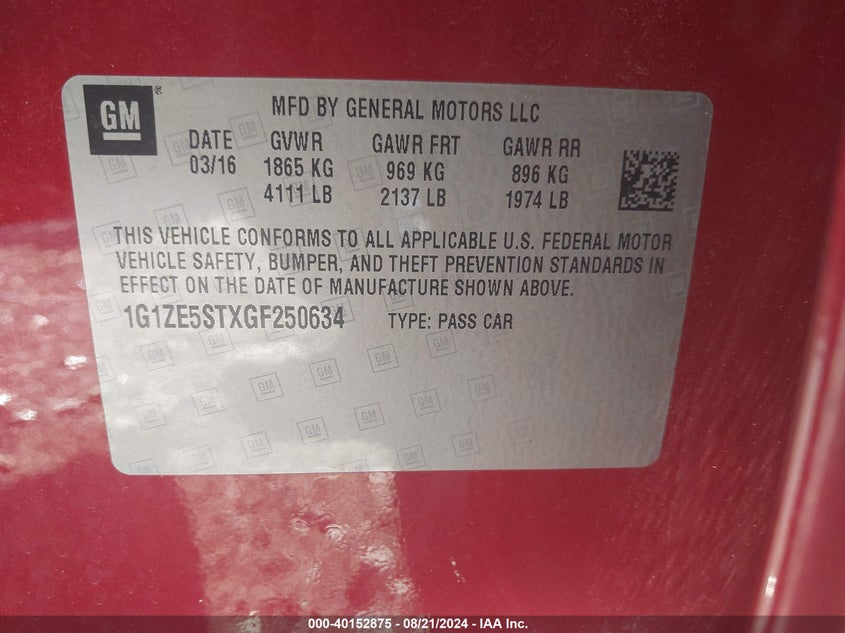 GM®
MFD BY GENERAL MOTORS LLC
DATE GVWR GAWR FRT GAWR RR
03/16 1865 KG 969 KG 896 KG
4111 LB 2137 LB 1974 LB
THIS VEHICLE CONFORMS TO ALL APPLICABLE U.S. FEDERAL MOTOR
VEHICLE SAFETY, BUMPER, AND THEFT PREVENTION STANDARDS IN
EFFECT ON THE DATE OF MANUFACTURE SHOWN ABOVE.
1G1ZE5STXGF250634 TYPE: PASS CAR
000-40152875 - 08/21/2024 - IAA Inc.